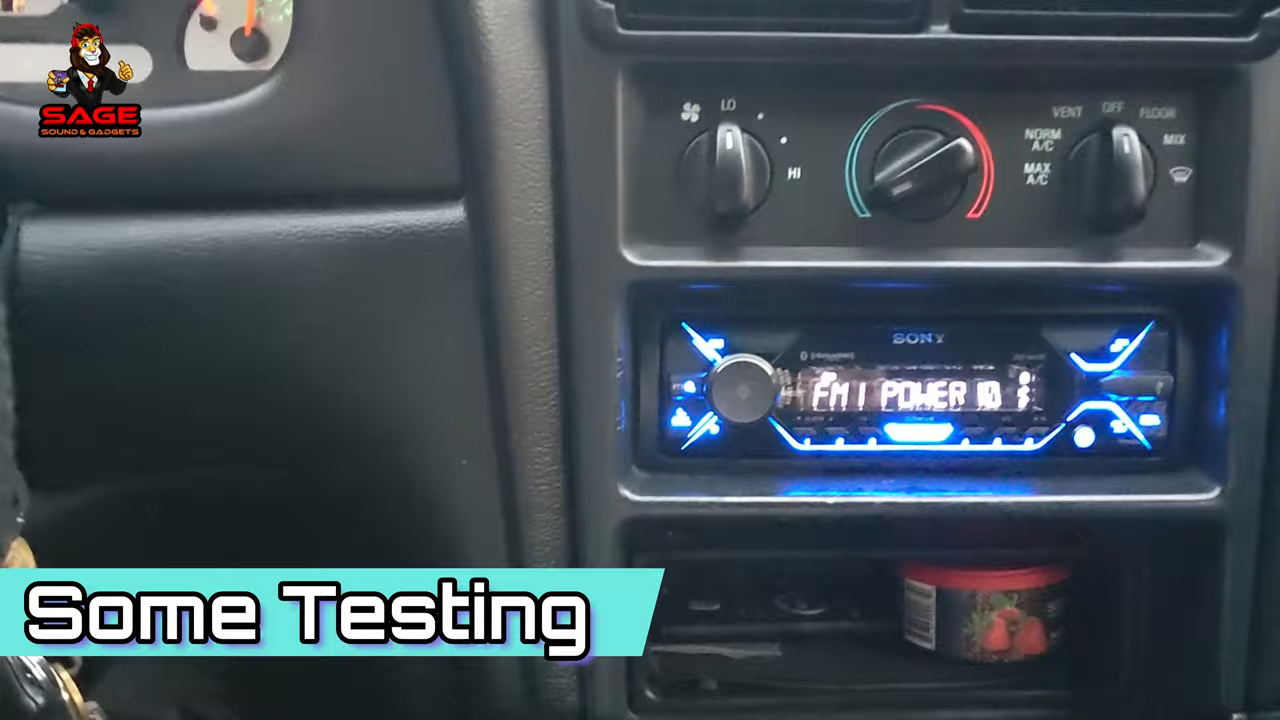 SAGE
SOUND & GADGETS
LO
HI
VENT
OFF
FLOOR
NORM
A/C
MIX
MAX
A/C
SONY
FM1 POWER 10
Some Testing